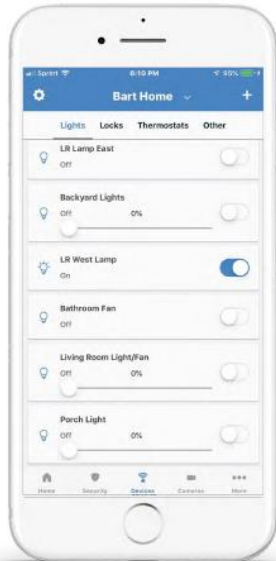 Sprint 6:10 PM 95%
Bart Home
Lights Locks Thermostats Other
LR Lamp East
Off
Backyard Lights
Off 0%
LR West Lamp
On
Bathroom Fan
Off
Living Room Light/Fan
Off 0%
Porch Light
Off 0%
Home Security Devices Cameras More